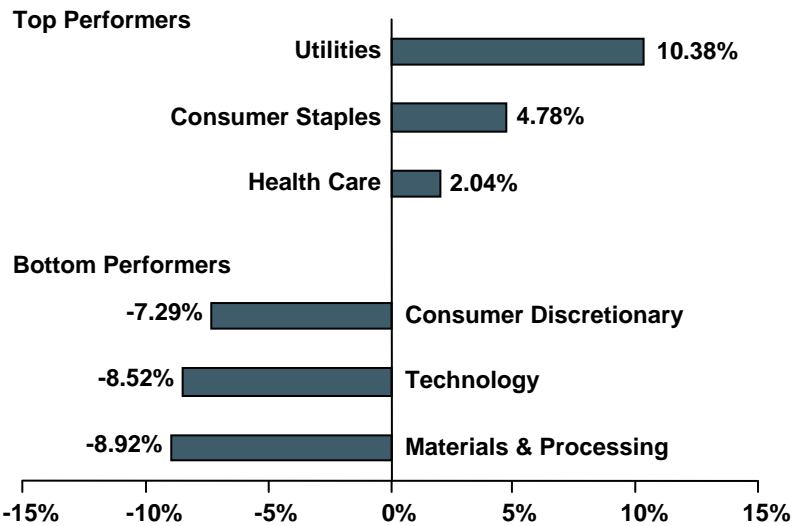 Top Performers
Utilities 10.38%
Consumer Staples 4.78%
Health Care 2.04%
Bottom Performers
-7.29% Consumer Discretionary
-8.52% Technology
-8.92% Materials & Processing
-15% -10% -5% 0% 5% 10% 15%